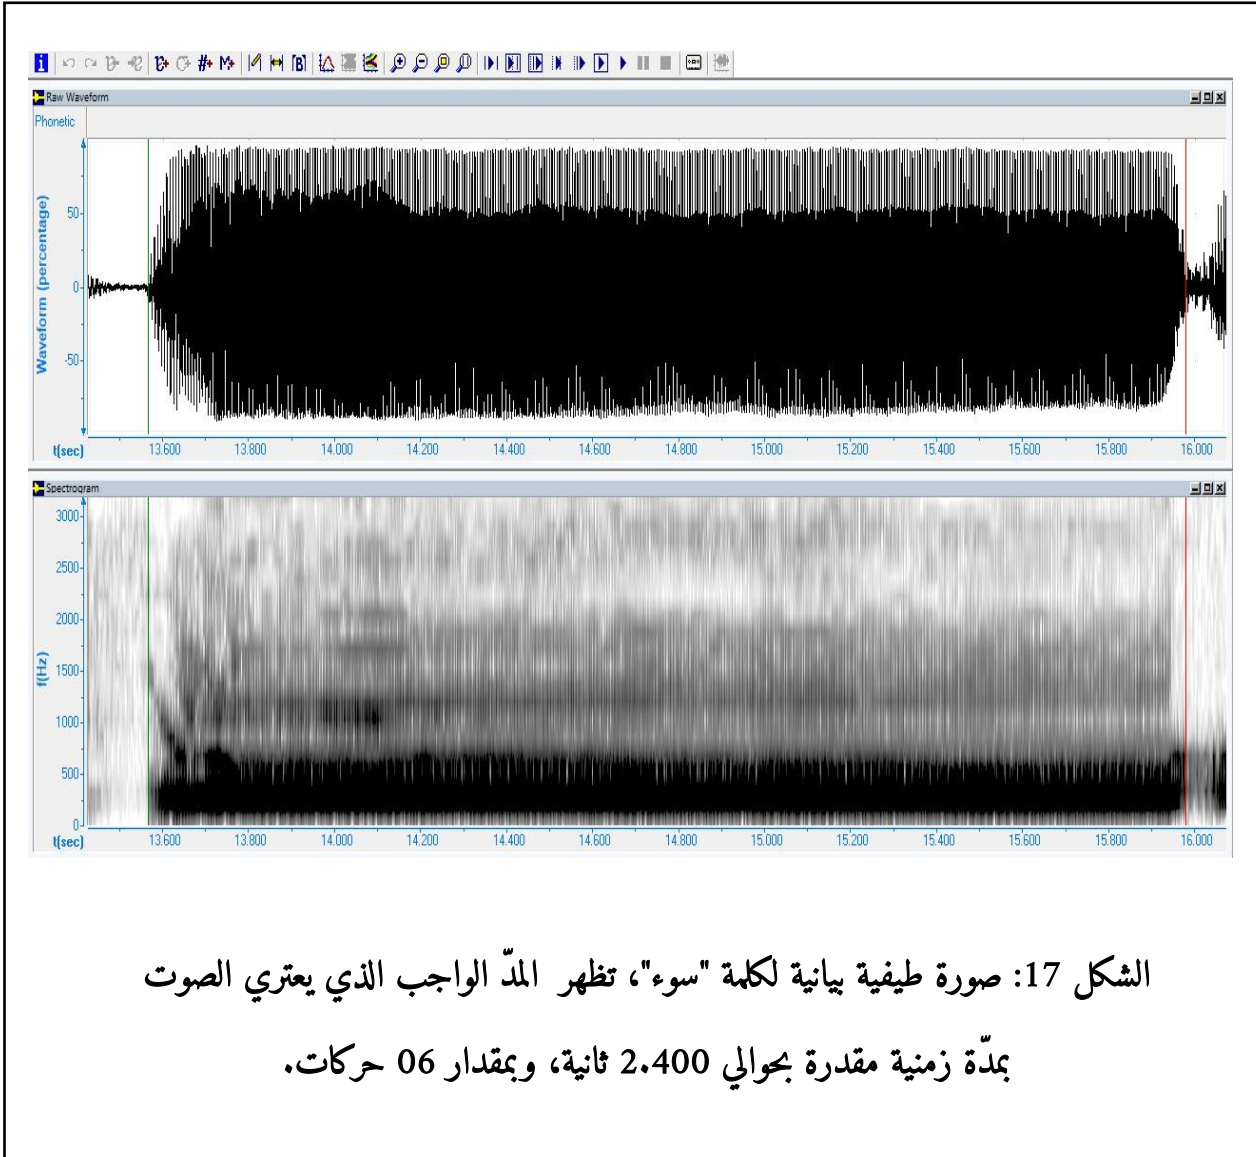 Raw Waveform
Phonetic
Waveform (percentage)
50
0
-50
t(sec) 13.600 13.800 14.000 14.200 14.400 14.600 14.800 15.000 15.200 15.400 15.600 15.800 16.000
Spectrogram
f(Hz)
3000
2500
2000
1500
1000
500
0
t(sec) 13.600 13.800 14.000 14.200 14.400 14.600 14.800 15.000 15.200 15.400 15.600 15.800 16.000
الشكل 17: صورة طيفية بيانية لكلمة "سوء"، تظهر المدّ الواجب الذي يعتري الصوت
بمدّة زمنية مقدرة بحوالي 2.400 ثانية، وبمقدار 06 حركات.